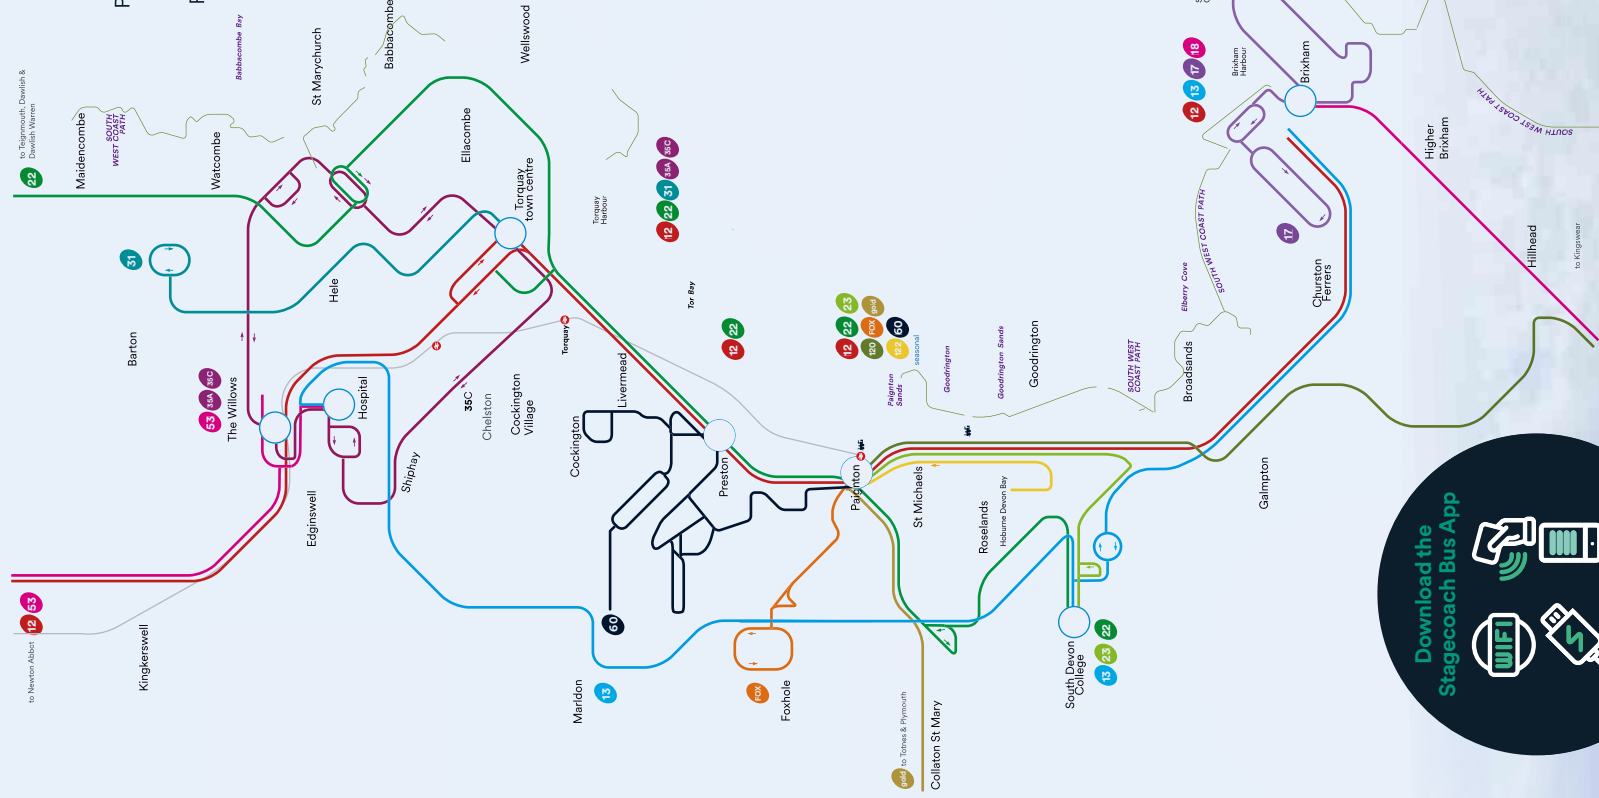 22
to Teignmouth, Dawlish &
Dawlish Warren
Maidencombe
SOUTH
WEST COAST
PATH
Watcombe
Babbacombe Bay
St Marychurch
Babbacombe
Wellswood
Ellacombe
31
Barton
Hele
Torquay
town centre
Torquay
Harbour
12 22 31 35A 35C
53 35A 35C
The Willows
Hospital
Edginswell
Shiphay
35C
Chelston
Cockington
Village
Torquay
Livermead
Cockington
Tor Bay
12 22
Preston
to Newton Abbot
12 53
Kingkerswell
Marldon
13
60
FOX
Foxhole
12 22 23
120 FOX gold
122 60
seasonal
Paignton
Sands
Goodrington
Goodrington Sands
Goodrington
Paignton
St Michaels
Roselands
Hoburne Devon Bay
gold
to Totnes & Plymouth
Collaton St Mary
South Devon
College
13 23 22
SOUTH WEST
COAST PATH
Broadsands
Elberry Cove
SOUTH WEST COAST PATH
Galmpton
Churston
Ferrers
17
12 13 17 18
Brixham
Harbour
Brixham
SOUTH WEST COAST PATH
Higher
Brixham
Hillhead
to Kingswear
Download the
Stagecoach Bus App
WIFI